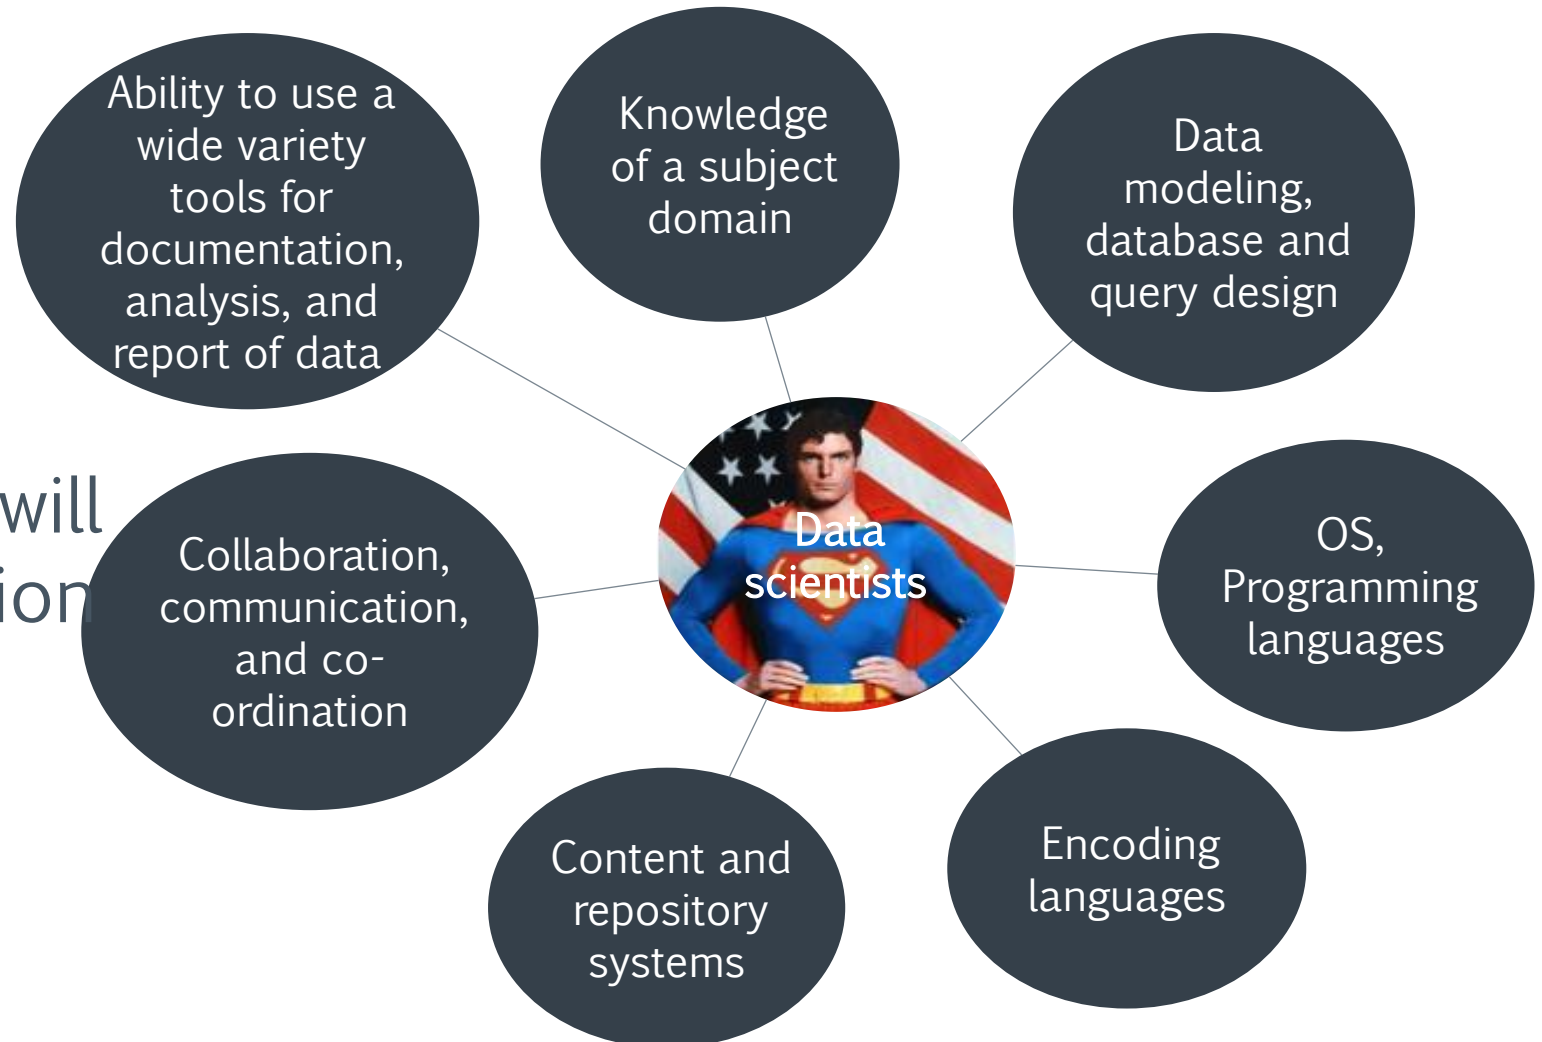 Ability to use a
wide variety
tools for
documentation,
analysis, and
report of data
Knowledge
of a subject
domain
Data
modeling,
database and
query design
will
ion
Collaboration,
communication,
and co-
ordination
Data
scientists
OS,
Programming
languages
Content and
repository
systems
Encoding
languages